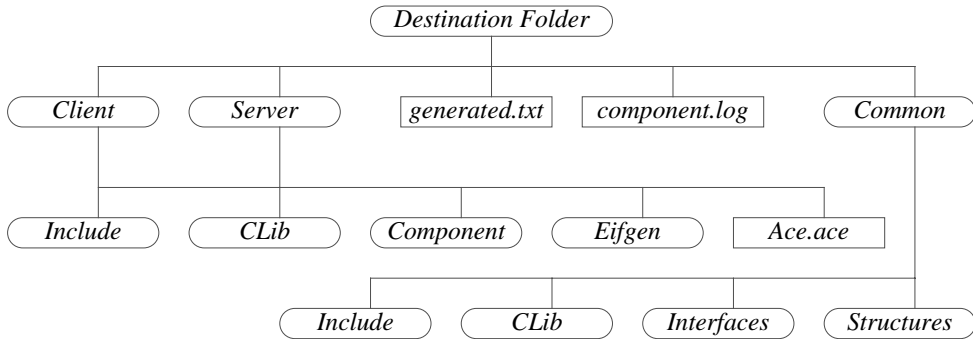 Destination Folder
Client
Server
generated.txt
component.log
Common
Include
CLib
Component
Eifgen
Ace.ace
Include
CLib
Interfaces
Structures